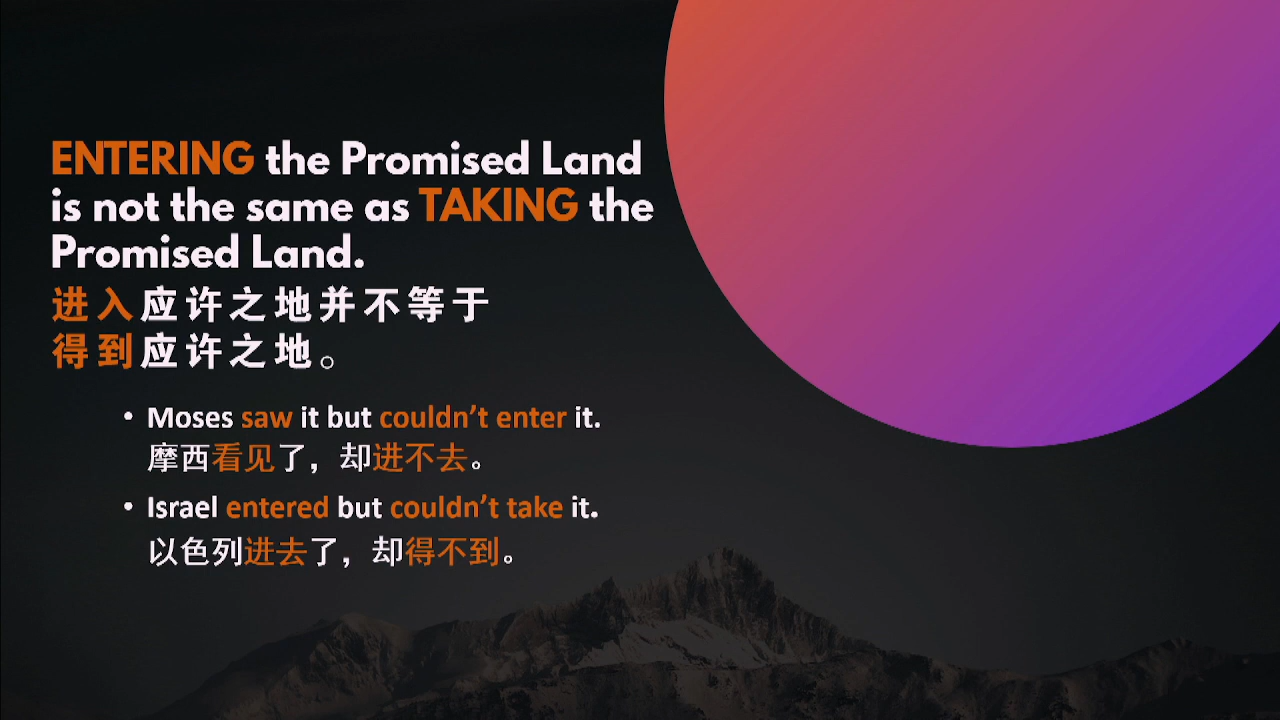 ENTERING the Promised Land
is not the same as TAKING the
Promised Land.
进入应许之地并不等于
得到应许之地。
• Moses saw it but couldn't enter it.
摩西看见了，却进不去。
• Israel entered but couldn't take it.
以色列进去了，却得不到。